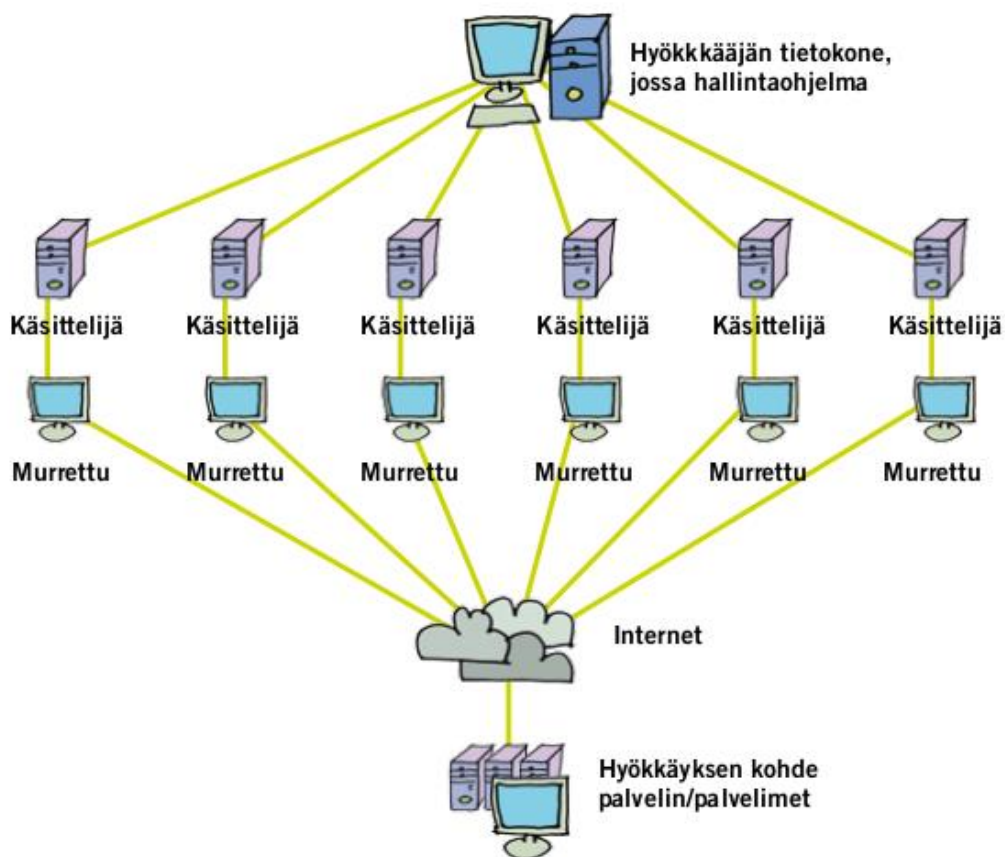 Hyökkkääjän tietokone,
jossa hallintaohjelma
Käsittelijä Käsittelijä Käsittelijä Käsittelijä Käsittelijä Käsittelijä
Murrettu Murrettu Murrettu Murrettu Murrettu Murrettu
Internet
Hyökkäyksen kohde
palvelin/palvelimet